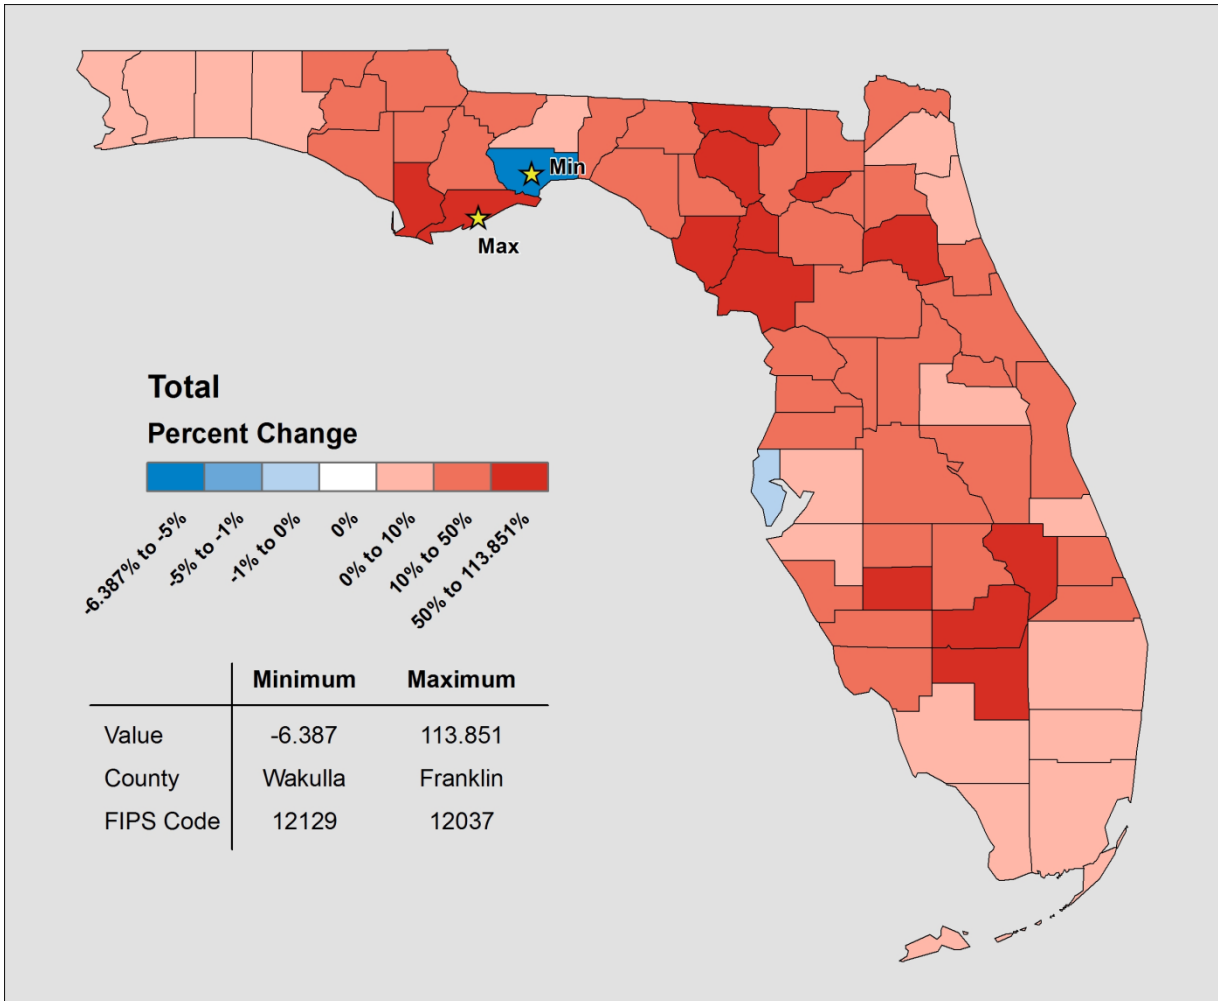 Min
Max
Total
Percent Change
-6.387% to -5%
-5% to -1%
-1% to 0%
0%
0% to 10%
10% to 50%
50% to 113.851%
Minimum Maximum
Value -6.387 113.851
County Wakulla Franklin
FIPS Code 12129 12037